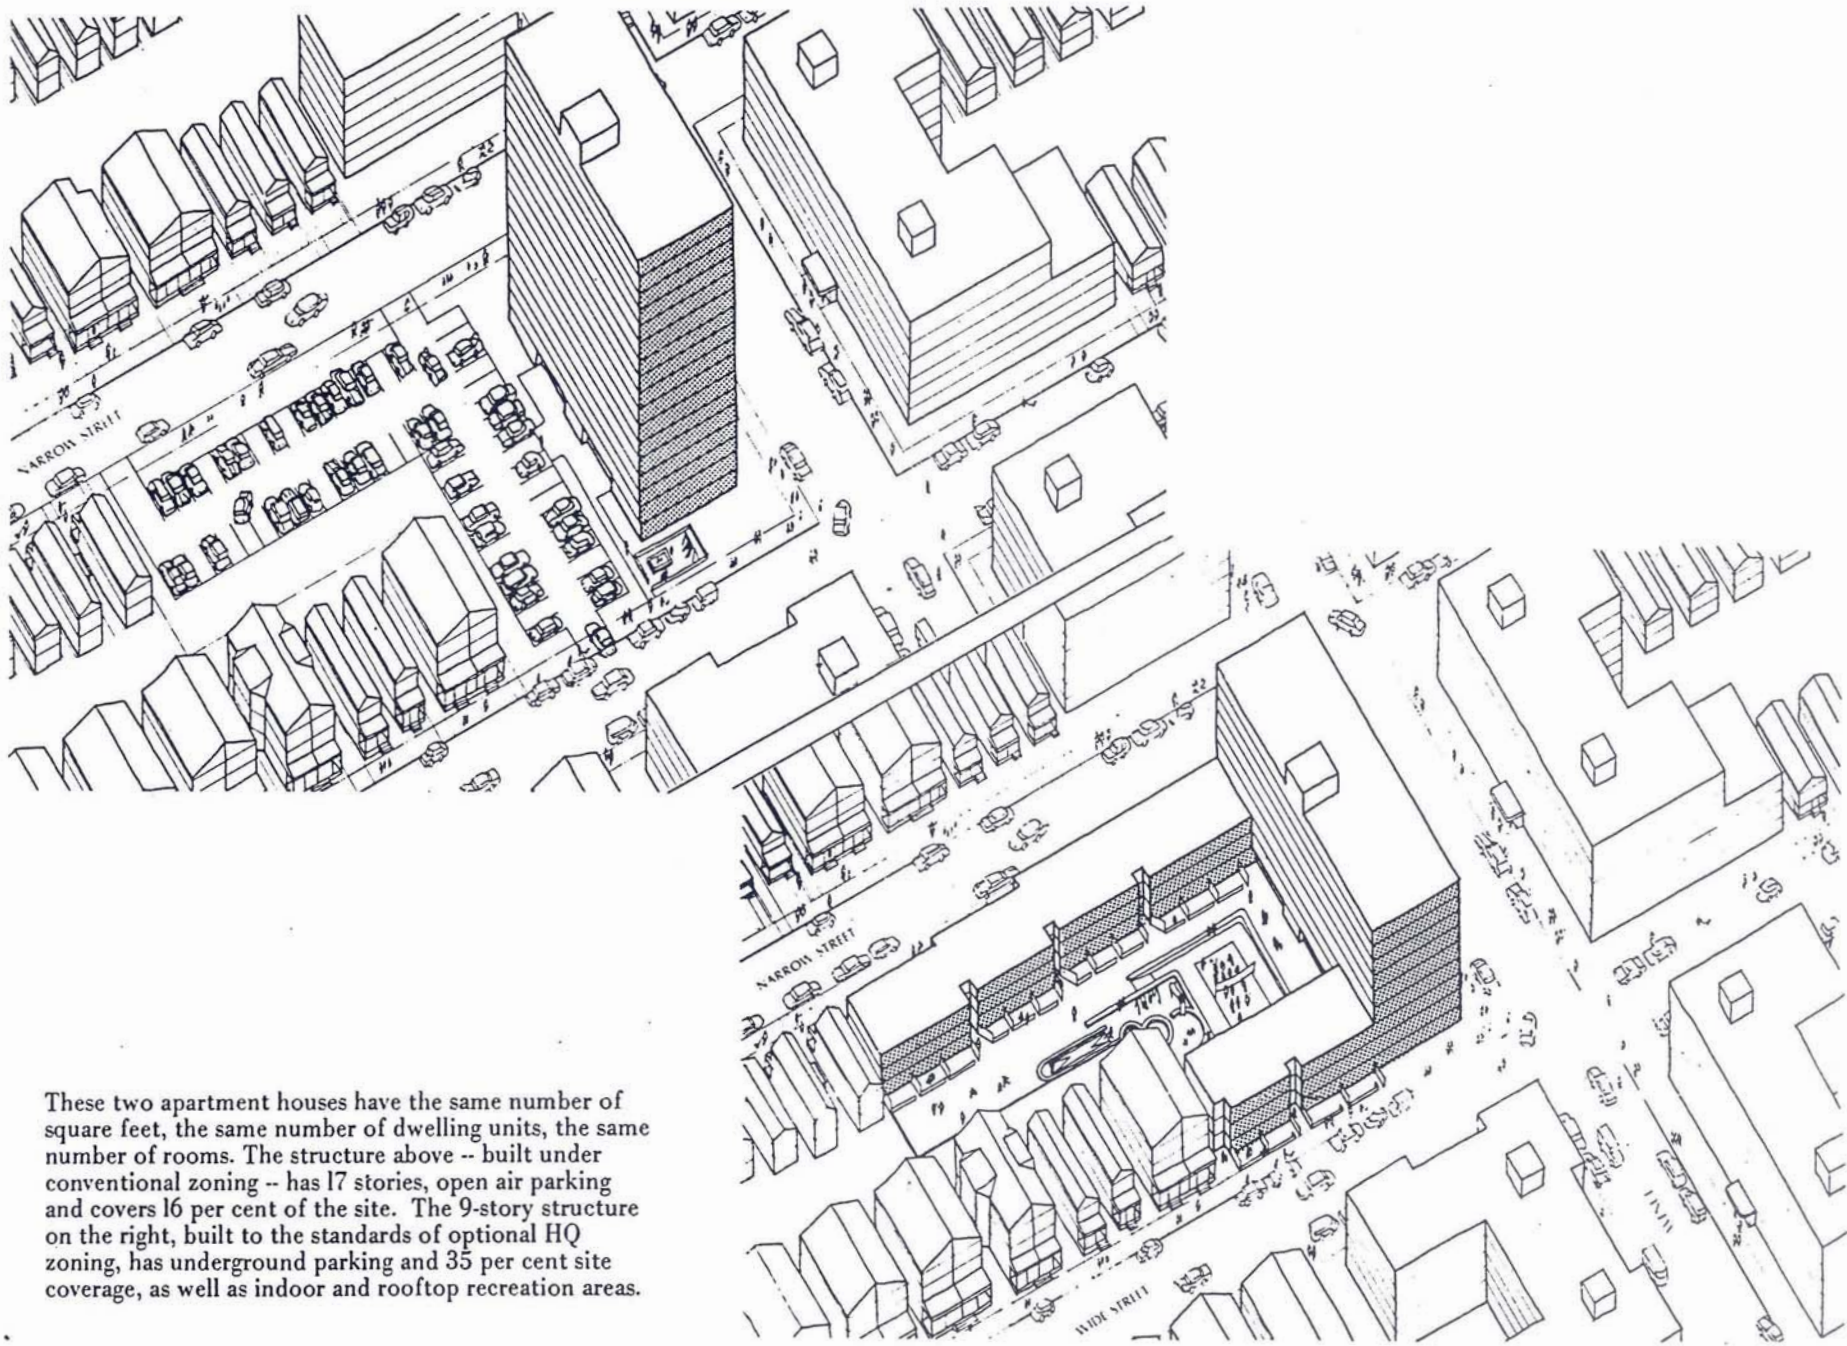 NARROW STREET
NARROW STREET
WIDE STREET
These two apartment houses have the same number of
square feet, the same number of dwelling units, the same
number of rooms. The structure above -- built under
conventional zoning -- has 17 stories, open air parking
and covers 16 per cent of the site. The 9-story structure
on the right, built to the standards of optional HQ
zoning, has underground parking and 35 per cent site
coverage, as well as indoor and rooftop recreation areas.